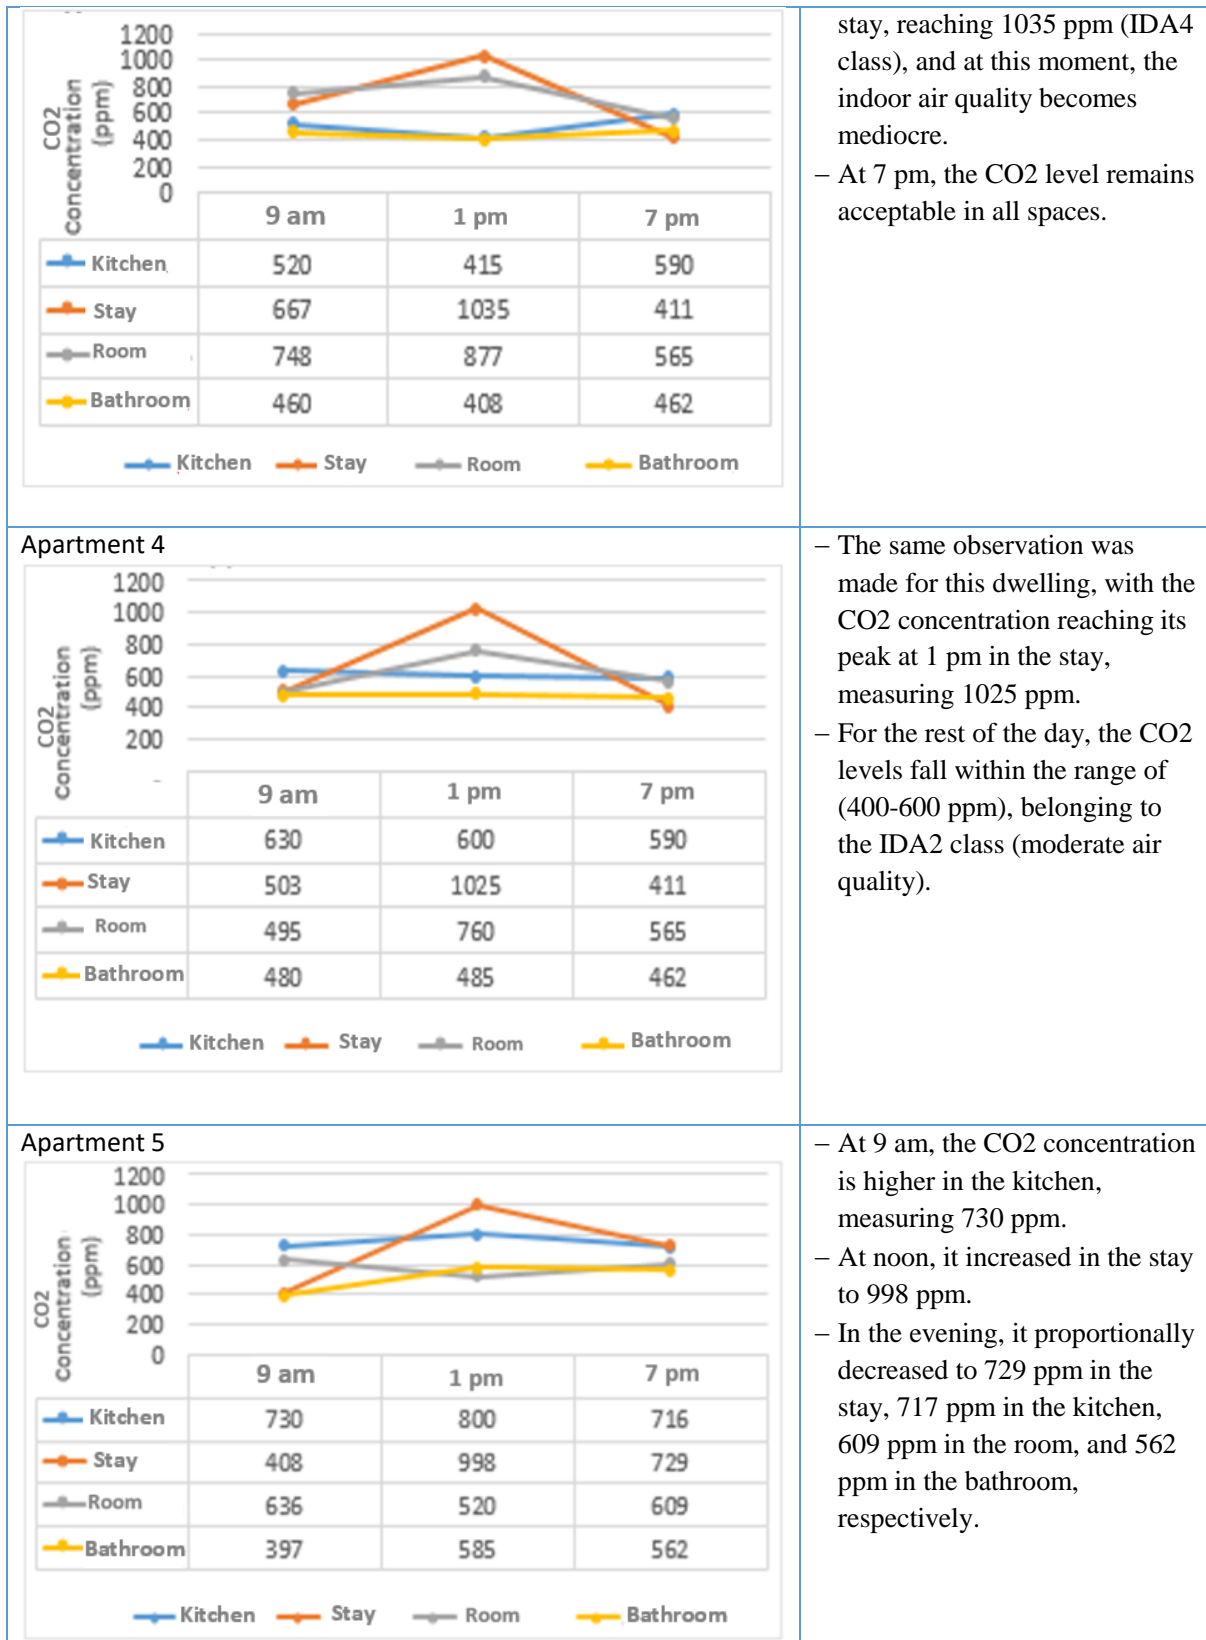 1200
1000
800
600
400
200
0
CO2
Concentration
(ppm)
9 am 1 pm 7 pm
Kitchen 520 415 590
Stay 667 1035 411
Room 748 877 565
Bathroom 460 408 462
Kitchen Stay Room Bathroom
stay, reaching 1035 ppm (IDA4
class), and at this moment, the
indoor air quality becomes
mediocre.
– At 7 pm, the CO2 level remains
acceptable in all spaces.
Apartment 4
1200
1000
800
600
400
200
CO2
Concentration
(ppm)
9 am 1 pm 7 pm
Kitchen 630 600 590
Stay 503 1025 411
Room 495 760 565
Bathroom 480 485 462
Kitchen Stay Room Bathroom
– The same observation was
made for this dwelling, with the
CO2 concentration reaching its
peak at 1 pm in the stay,
measuring 1025 ppm.
– For the rest of the day, the CO2
levels fall within the range of
(400-600 ppm), belonging to
the IDA2 class (moderate air
quality).
Apartment 5
1200
1000
800
600
400
200
0
CO2
Concentration
(ppm)
9 am 1 pm 7 pm
Kitchen 730 800 716
Stay 408 998 729
Room 636 520 609
Bathroom 397 585 562
Kitchen Stay Room Bathroom
– At 9 am, the CO2 concentration
is higher in the kitchen,
measuring 730 ppm.
– At noon, it increased in the stay
to 998 ppm.
– In the evening, it proportionally
decreased to 729 ppm in the
stay, 717 ppm in the kitchen,
609 ppm in the room, and 562
ppm in the bathroom,
respectively.